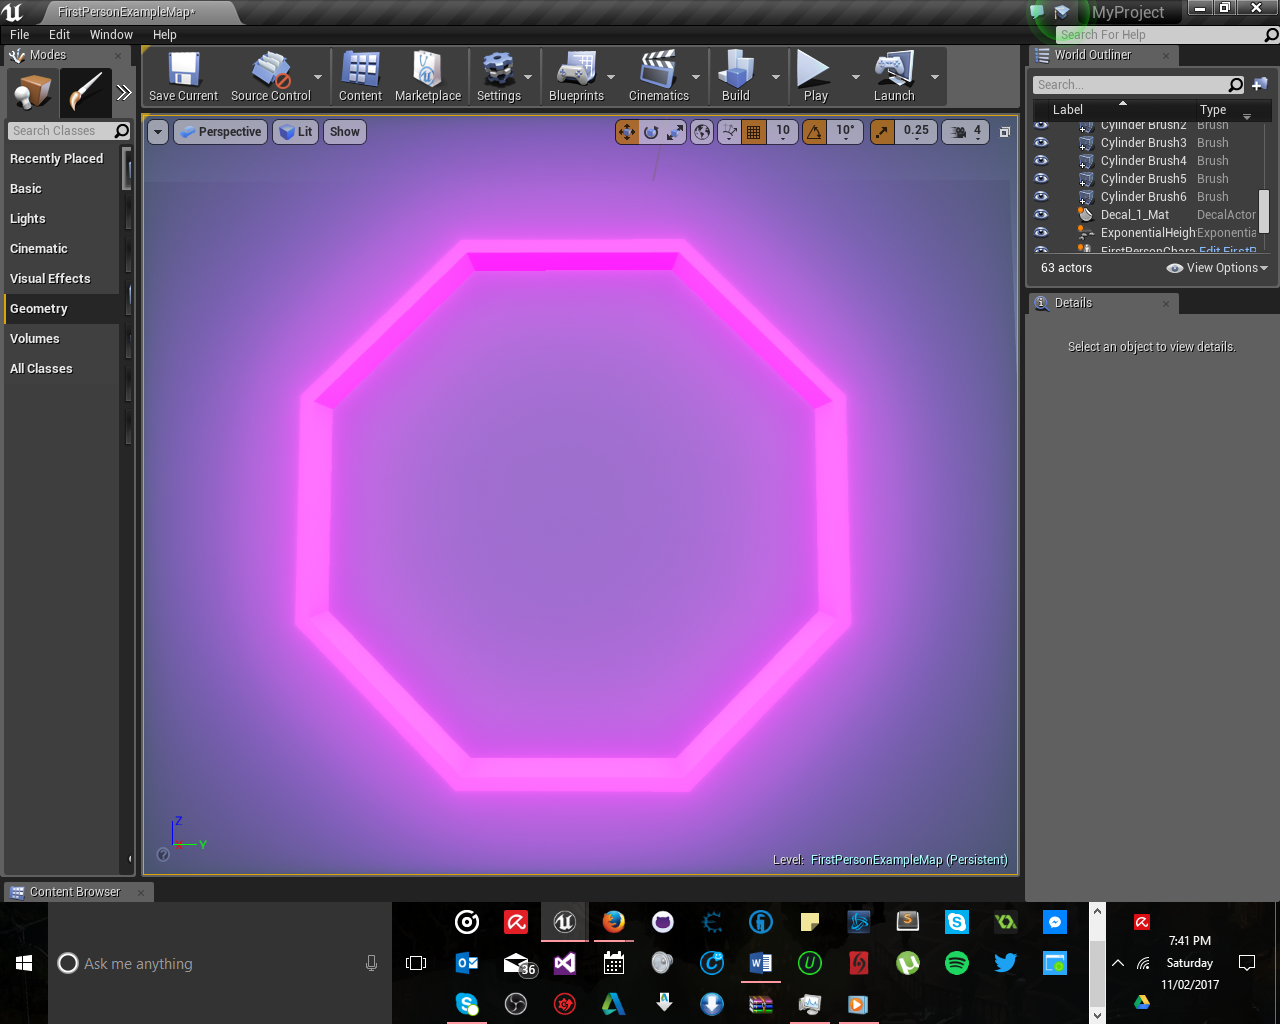 FirstPersonExampleMap*
MyProject
File Edit Window Help
Search For Help
Modes
World Outliner
Save Current Source Control Content Marketplace Settings Blueprints Cinematics Build Play Launch
Search...
Label Type
Search Classes
Perspective Lit Show
10 10° 0.25 4
Cylinder Brush2 Brush
Cylinder Brush3 Brush
Cylinder Brush4 Brush
Cylinder Brush5 Brush
Cylinder Brush6 Brush
Decal_1_Mat DecalActor
ExponentialHeigh Exponentia
FirstPersonChara Edit FirstP
63 actors View Options
Recently Placed
Basic
Lights
Cinematic
Visual Effects
Geometry
Volumes
All Classes
Details
Select an object to view details.
Z
Y
Level: FirstPersonExampleMap (Persistent)
Content Browser
Ask me anything
36
7:41 PM
Saturday
11/02/2017